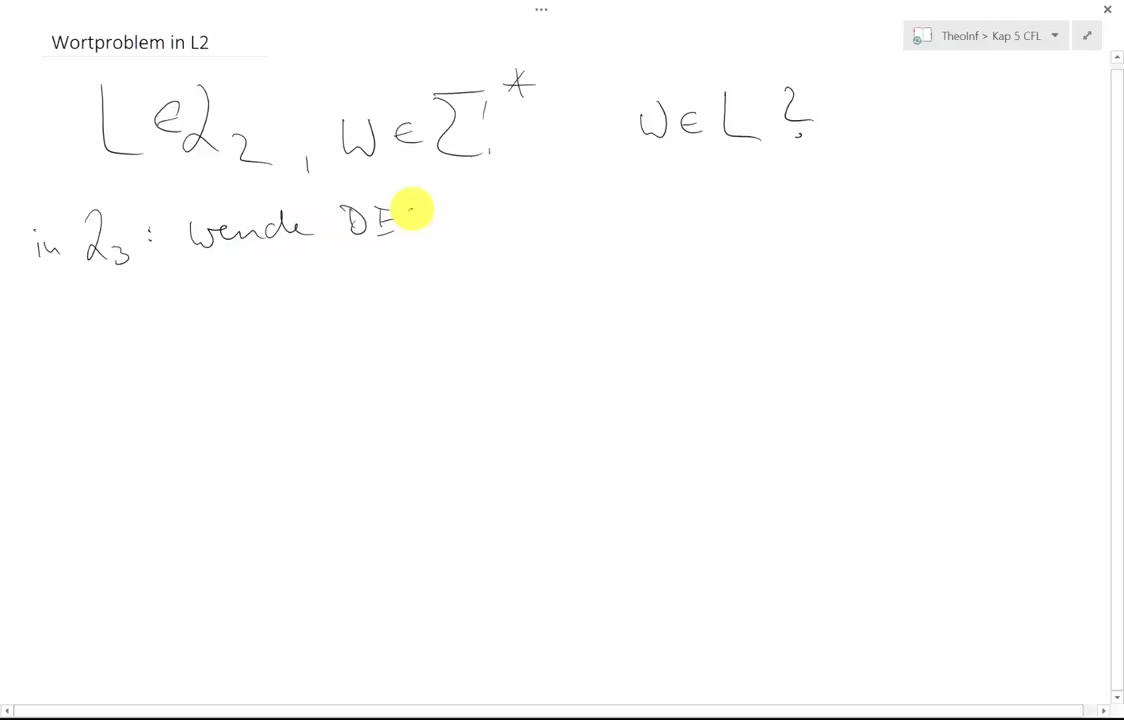 Wortproblem in L2
TheoInf > Kap 5 CFL
L ∈ ℒ₂, w ∈ Σ* w ∈ L ?
in ℒ₃: wende DE